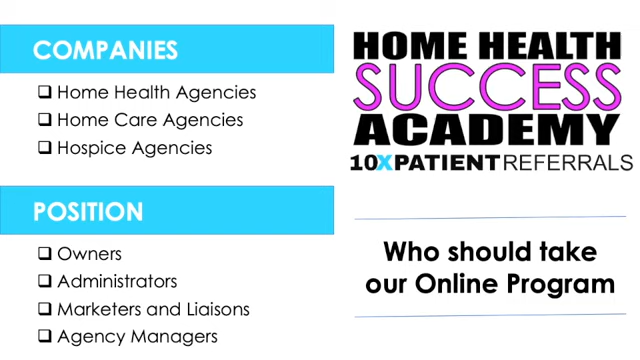 COMPANIES
❑ Home Health Agencies
❑ Home Care Agencies
❑ Hospice Agencies
POSITION
❑ Owners
❑ Administrators
❑ Marketers and Liaisons
❑ Agency Managers
HOME HEALTH
SUCCESS
ACADEMY
10XPATIENTREFERRALS
Who should take
our Online Program